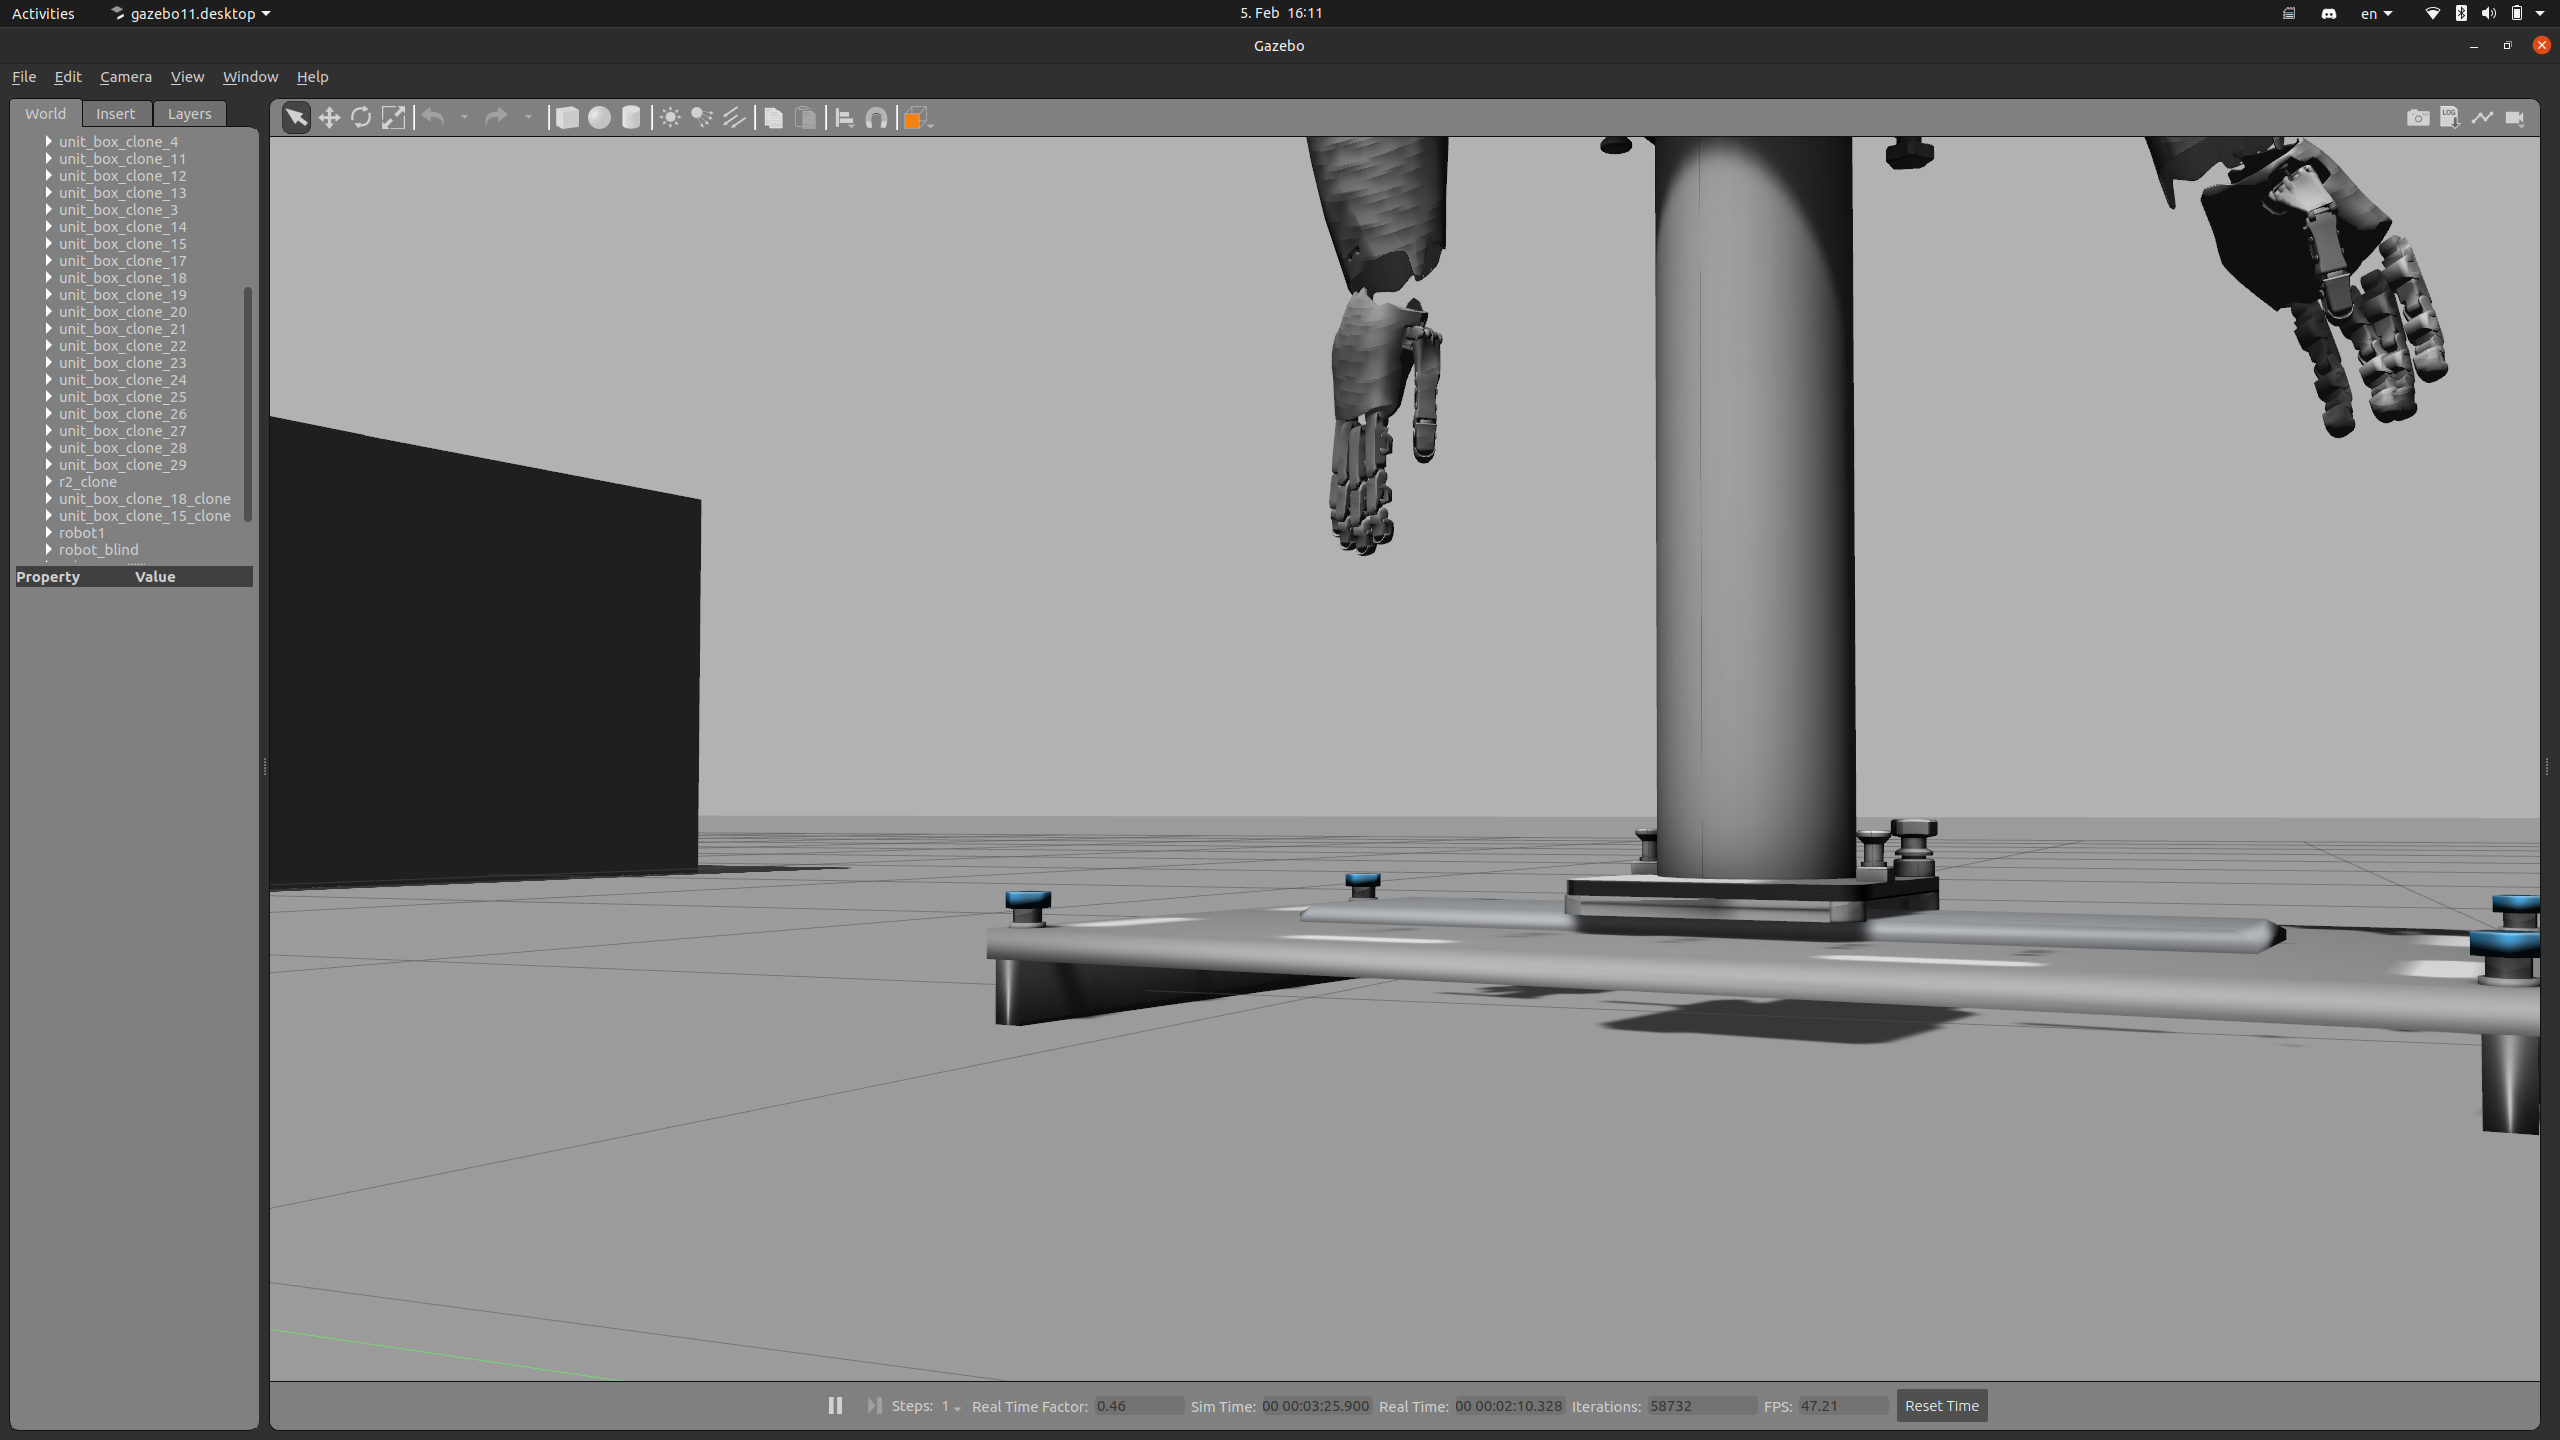 Activities gazebo11.desktop 5. Feb 16:11 en
Gazebo
File Edit Camera View Window Help
World Insert Layers
LOG
unit_box_clone_4
unit_box_clone_11
unit_box_clone_12
unit_box_clone_13
unit_box_clone_3
unit_box_clone_14
unit_box_clone_15
unit_box_clone_17
unit_box_clone_18
unit_box_clone_19
unit_box_clone_20
unit_box_clone_21
unit_box_clone_22
unit_box_clone_23
unit_box_clone_24
unit_box_clone_25
unit_box_clone_26
unit_box_clone_27
unit_box_clone_28
unit_box_clone_29
r2_clone
unit_box_clone_18_clone
unit_box_clone_15_clone
robot1
robot_blind
Property Value
Steps: 1 Real Time Factor: 0.46 Sim Time: 00 00:03:25.900 Real Time: 00 00:02:10.328 Iterations: 58732 FPS: 47.21 Reset Time